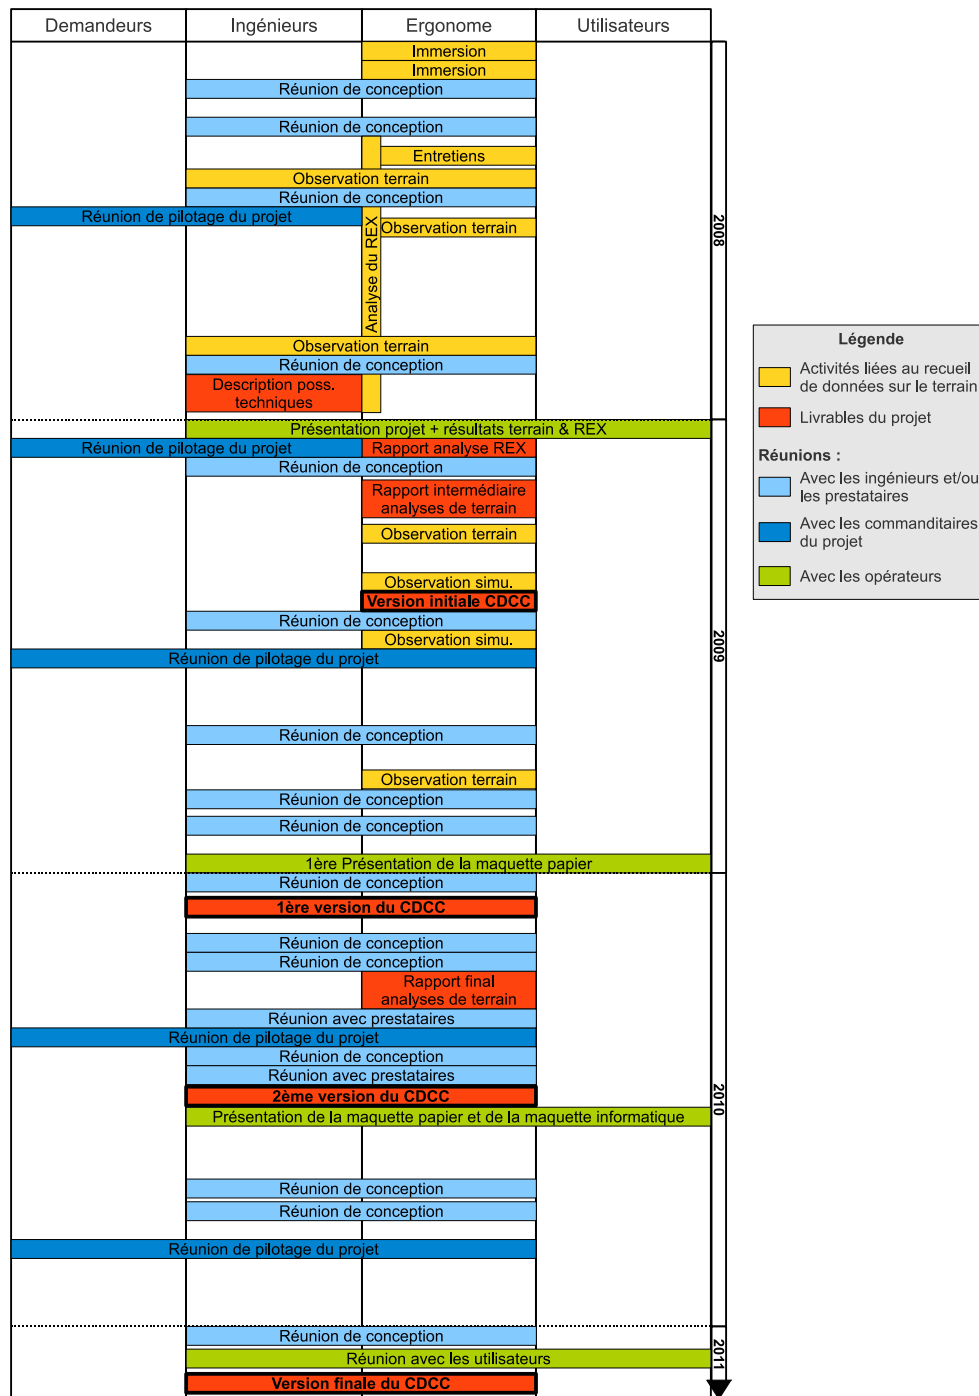 Demandeurs
Ingénieurs
Ergonome
Utilisateurs
Immersion
Immersion
Réunion de conception
Réunion de conception
Entretiens
Observation terrain
Réunion de conception
Réunion de pilotage du projet
Observation terrain
Analyse du REX
2008
Observation terrain
Réunion de conception
Description poss.
techniques
Présentation projet + résultats terrain & REX
Réunion de pilotage du projet
Rapport analyse REX
Réunion de conception
Rapport intermédiaire
analyses de terrain
Observation terrain
Observation simu.
Version initiale CDCC
Réunion de conception
Observation simu.
2009
Réunion de pilotage du projet
Réunion de conception
Observation terrain
Réunion de conception
Réunion de conception
1ère Présentation de la maquette papier
Réunion de conception
1ère version du CDCC
Réunion de conception
Réunion de conception
Rapport final
analyses de terrain
Réunion avec prestataires
Réunion de pilotage du projet
Réunion de conception
Réunion avec prestataires
2ème version du CDCC
2010
Présentation de la maquette papier et de la maquette informatique
Réunion de conception
Réunion de conception
Réunion de pilotage du projet
Réunion de conception
2011
Réunion avec les utilisateurs
Version finale du CDCC
Légende
Activités liées au recueil
de données sur le terrain
Livrables du projet
Réunions :
Avec les ingénieurs et/ou
les prestataires
Avec les commanditaires
du projet
Avec les opérateurs